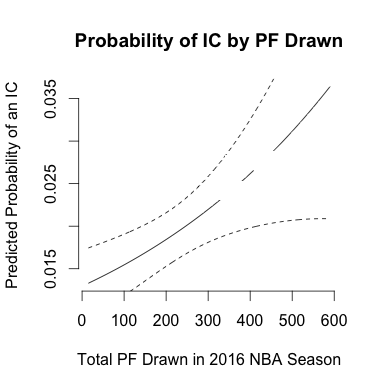 Probability of IC by PF Drawn
Predicted Probability of an IC
0.035
0.025
0.015
0 100 200 300 400 500 600
Total PF Drawn in 2016 NBA Season